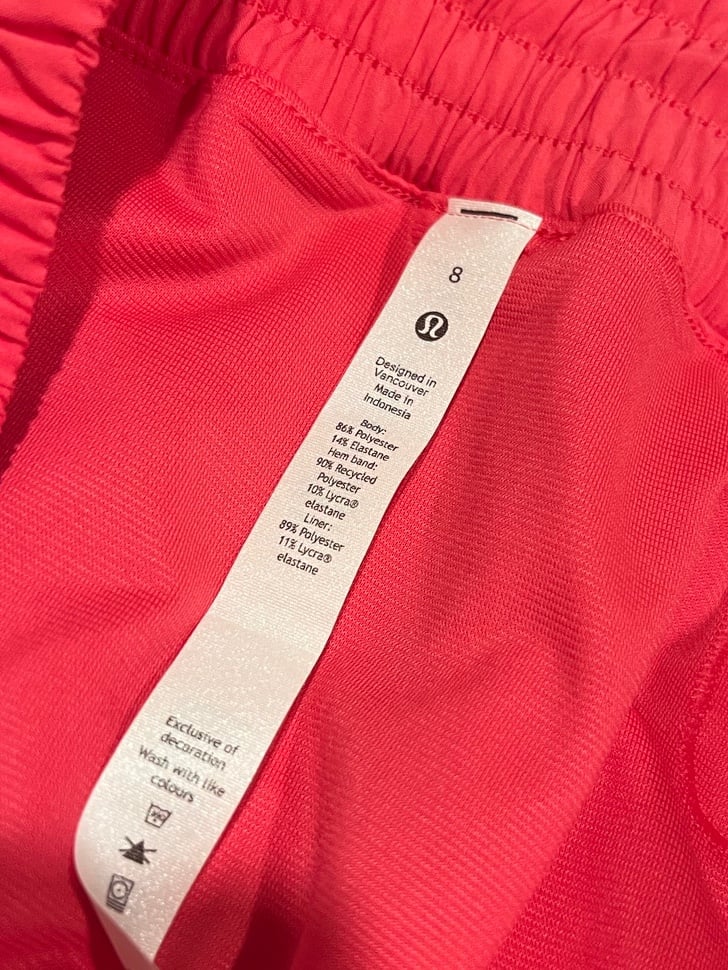 8
Designed in
Vancouver
Made in
Indonesia
Body:
86% Polyester
14% Elastane
Hem band:
90% Recycled
Polyester
10% Lycra®
elastane
Liner:
89% Polyester
11% Lycra®
elastane
Exclusive of
decoration
Wash with like
colours